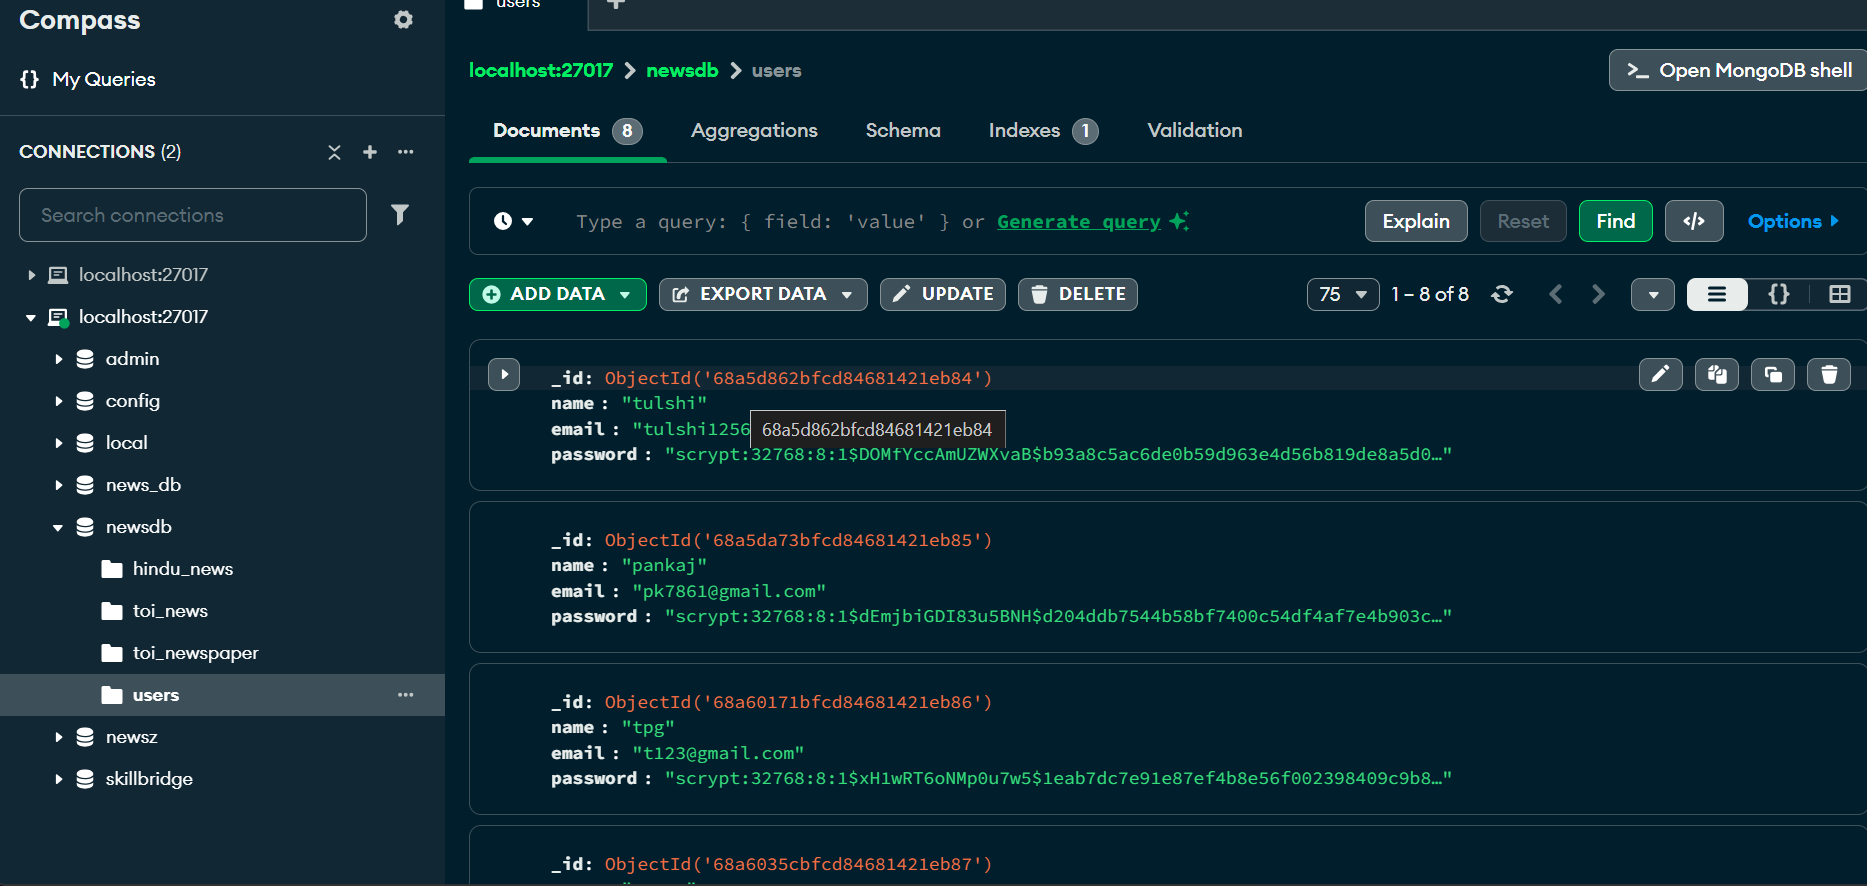 Compass
{} My Queries
CONNECTIONS (2)
Search connections
localhost:27017
localhost:27017
admin
config
local
news_db
newsdb
hindu_news
toi_news
toi_newspaper
users
newsz
skillbridge
users
localhost:27017 > newsdb > users
>_ Open MongoDB shell
Documents 8 Aggregations Schema Indexes 1 Validation
Type a query: { field: 'value' } or Generate query
Explain Reset Find </> Options
ADD DATA EXPORT DATA UPDATE DELETE
75 1 – 8 of 8 {}
_id: ObjectId('68a5d862bfcd84681421eb84')
name : "tulshi"
email : "tulshi1256
68a5d862bfcd84681421eb84
password : "scrypt:32768:8:1$DOMfYccAmUZWXvaB$b93a8c5ac6de0b59d963e4d56b819de8a5d0…"
_id: ObjectId('68a5da73bfcd84681421eb85')
name : "pankaj"
email : "pk7861@gmail.com"
password : "scrypt:32768:8:1$dEmjbiGDI83u5BNH$d204ddb7544b58bf7400c54df4af7e4b903c…"
_id: ObjectId('68a60171bfcd84681421eb86')
name : "tpg"
email : "t123@gmail.com"
password : "scrypt:32768:8:1$xH1wRT6oNMp0u7w5$1eab7dc7e91e87ef4b8e56f002398409c9b8…"
_id: ObjectId('68a6035cbfcd84681421eb87')